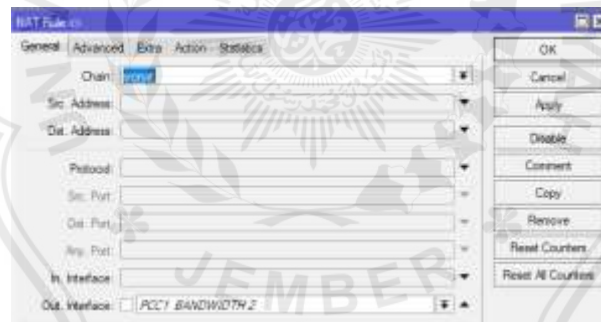 NAT Rule <>
General Advanced Extra Action Statistics
Chain: srcnat
Src. Address:
Dst. Address:
Protocol:
Src. Port:
Dst. Port:
Any. Port:
In. Interface:
Out. Interface: PCC1 BANDWIDTH 2
OK
Cancel
Apply
Disable
Comment
Copy
Remove
Reset Counters
Reset All Counters
JEMBER